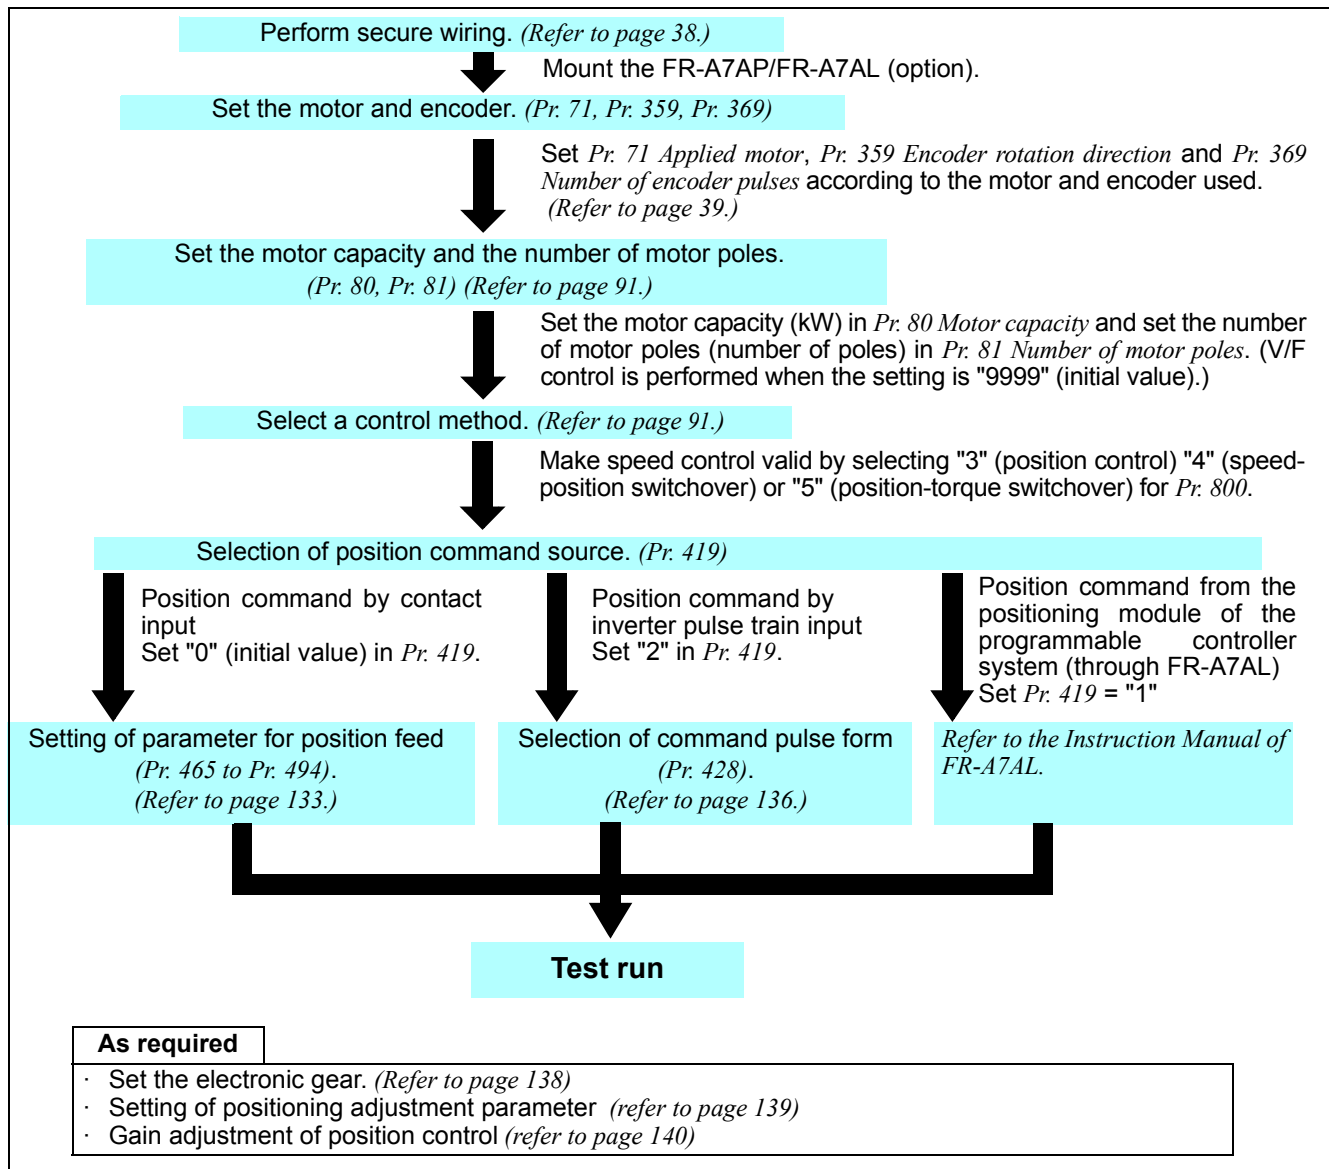 Perform secure wiring. (Refer to page 38.)
Mount the FR-A7AP/FR-A7AL (option).
Set the motor and encoder. (Pr. 71, Pr. 359, Pr. 369)
Set Pr. 71 Applied motor, Pr. 359 Encoder rotation direction and Pr. 369
Number of encoder pulses according to the motor and encoder used.
(Refer to page 39.)
Set the motor capacity and the number of motor poles.
(Pr. 80, Pr. 81) (Refer to page 91.)
Set the motor capacity (kW) in Pr. 80 Motor capacity and set the number
of motor poles (number of poles) in Pr. 81 Number of motor poles. (V/F
control is performed when the setting is "9999" (initial value).)
Select a control method. (Refer to page 91.)
Make speed control valid by selecting "3" (position control) "4" (speed-
position switchover) or "5" (position-torque switchover) for Pr. 800.
Selection of position command source. (Pr. 419)
Position command by contact
input
Set "0" (initial value) in Pr. 419.
Position command by
inverter pulse train input
Set "2" in Pr. 419.
Position command from the
positioning module of the
programmable controller
system (through FR-A7AL)
Set Pr. 419 = "1"
Setting of parameter for position feed
(Pr. 465 to Pr. 494).
(Refer to page 133.)
Selection of command pulse form
(Pr. 428).
(Refer to page 136.)
Refer to the Instruction Manual of
FR-A7AL.
Test run
As required
· Set the electronic gear. (Refer to page 138)
· Setting of positioning adjustment parameter (refer to page 139)
· Gain adjustment of position control (refer to page 140)